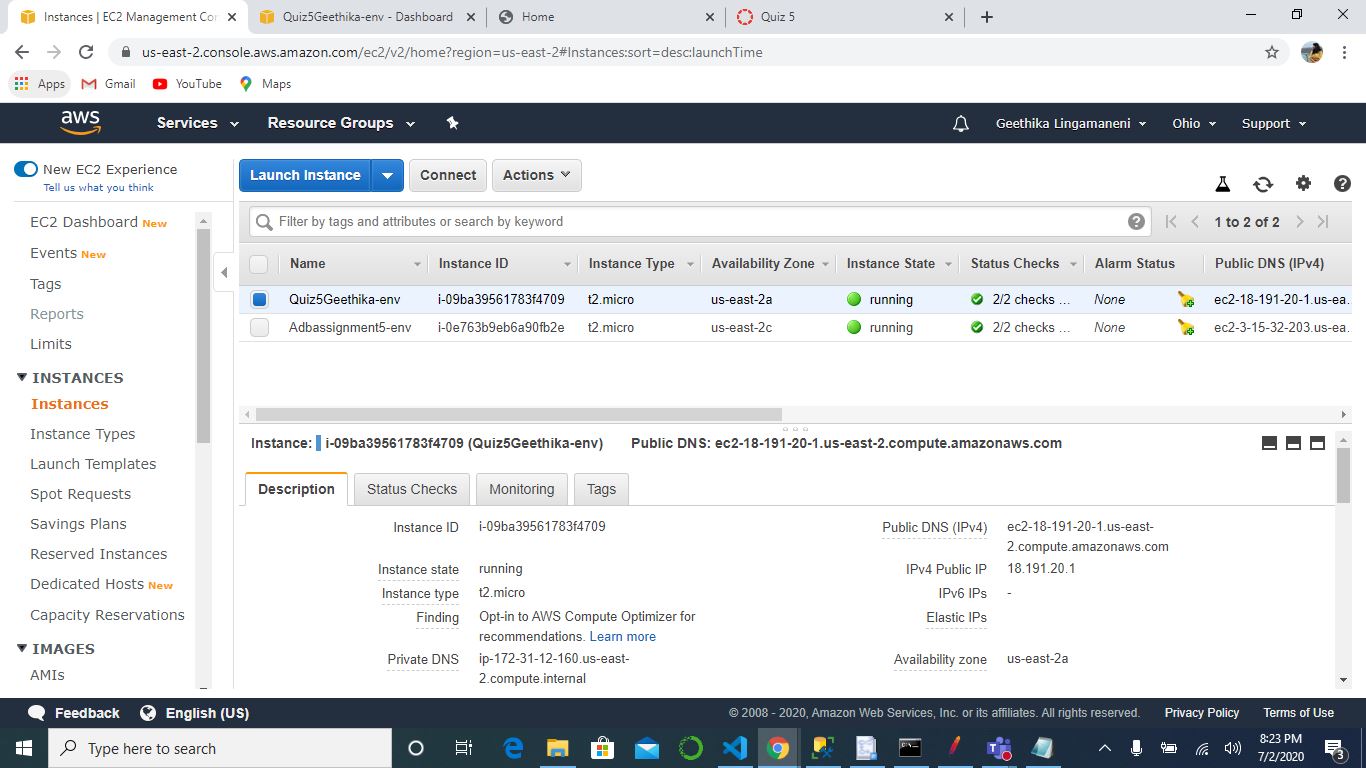 Instances | EC2 Management Cor
Quiz5Geethika-env - Dashboard
Home
Quiz 5
us-east-2.console.aws.amazon.com/ec2/v2/home?region=us-east-2#Instances:sort=desc:launchTime
Apps
Gmail
YouTube
Maps
aws
Services
Resource Groups
Geethika Lingamaneni
Ohio
Support
New EC2 Experience
Tell us what you think
EC2 Dashboard New
Events New
Tags
Reports
Limits
INSTANCES
Instances
Instance Types
Launch Templates
Spot Requests
Savings Plans
Reserved Instances
Dedicated Hosts New
Capacity Reservations
IMAGES
AMIs
Launch Instance
Connect
Actions
Filter by tags and attributes or search by keyword
1 to 2 of 2
Name Instance ID Instance Type Availability Zone Instance State Status Checks Alarm Status Public DNS (IPv4)
Quiz5Geethika-env i-09ba39561783f4709 t2.micro us-east-2a running 2/2 checks ... None ec2-18-191-20-1.us-ea...
Adbassignment5-env i-0e763b9eb6a90fb2e t2.micro us-east-2c running 2/2 checks ... None ec2-3-15-32-203.us-ea...
Instance: i-09ba39561783f4709 (Quiz5Geethika-env) Public DNS: ec2-18-191-20-1.us-east-2.compute.amazonaws.com
Description
Status Checks
Monitoring
Tags
Instance ID i-09ba39561783f4709
Instance state running
Instance type t2.micro
Finding Opt-in to AWS Compute Optimizer for
recommendations. Learn more
Private DNS ip-172-31-12-160.us-east-
2.compute.internal
Public DNS (IPv4) ec2-18-191-20-1.us-east-
2.compute.amazonaws.com
IPv4 Public IP 18.191.20.1
IPv6 IPs -
Elastic IPs
Availability zone us-east-2a
Feedback
English (US)
© 2008 - 2020, Amazon Web Services, Inc. or its affiliates. All rights reserved.
Privacy Policy
Terms of Use
Type here to search
8:23 PM
7/2/2020
3